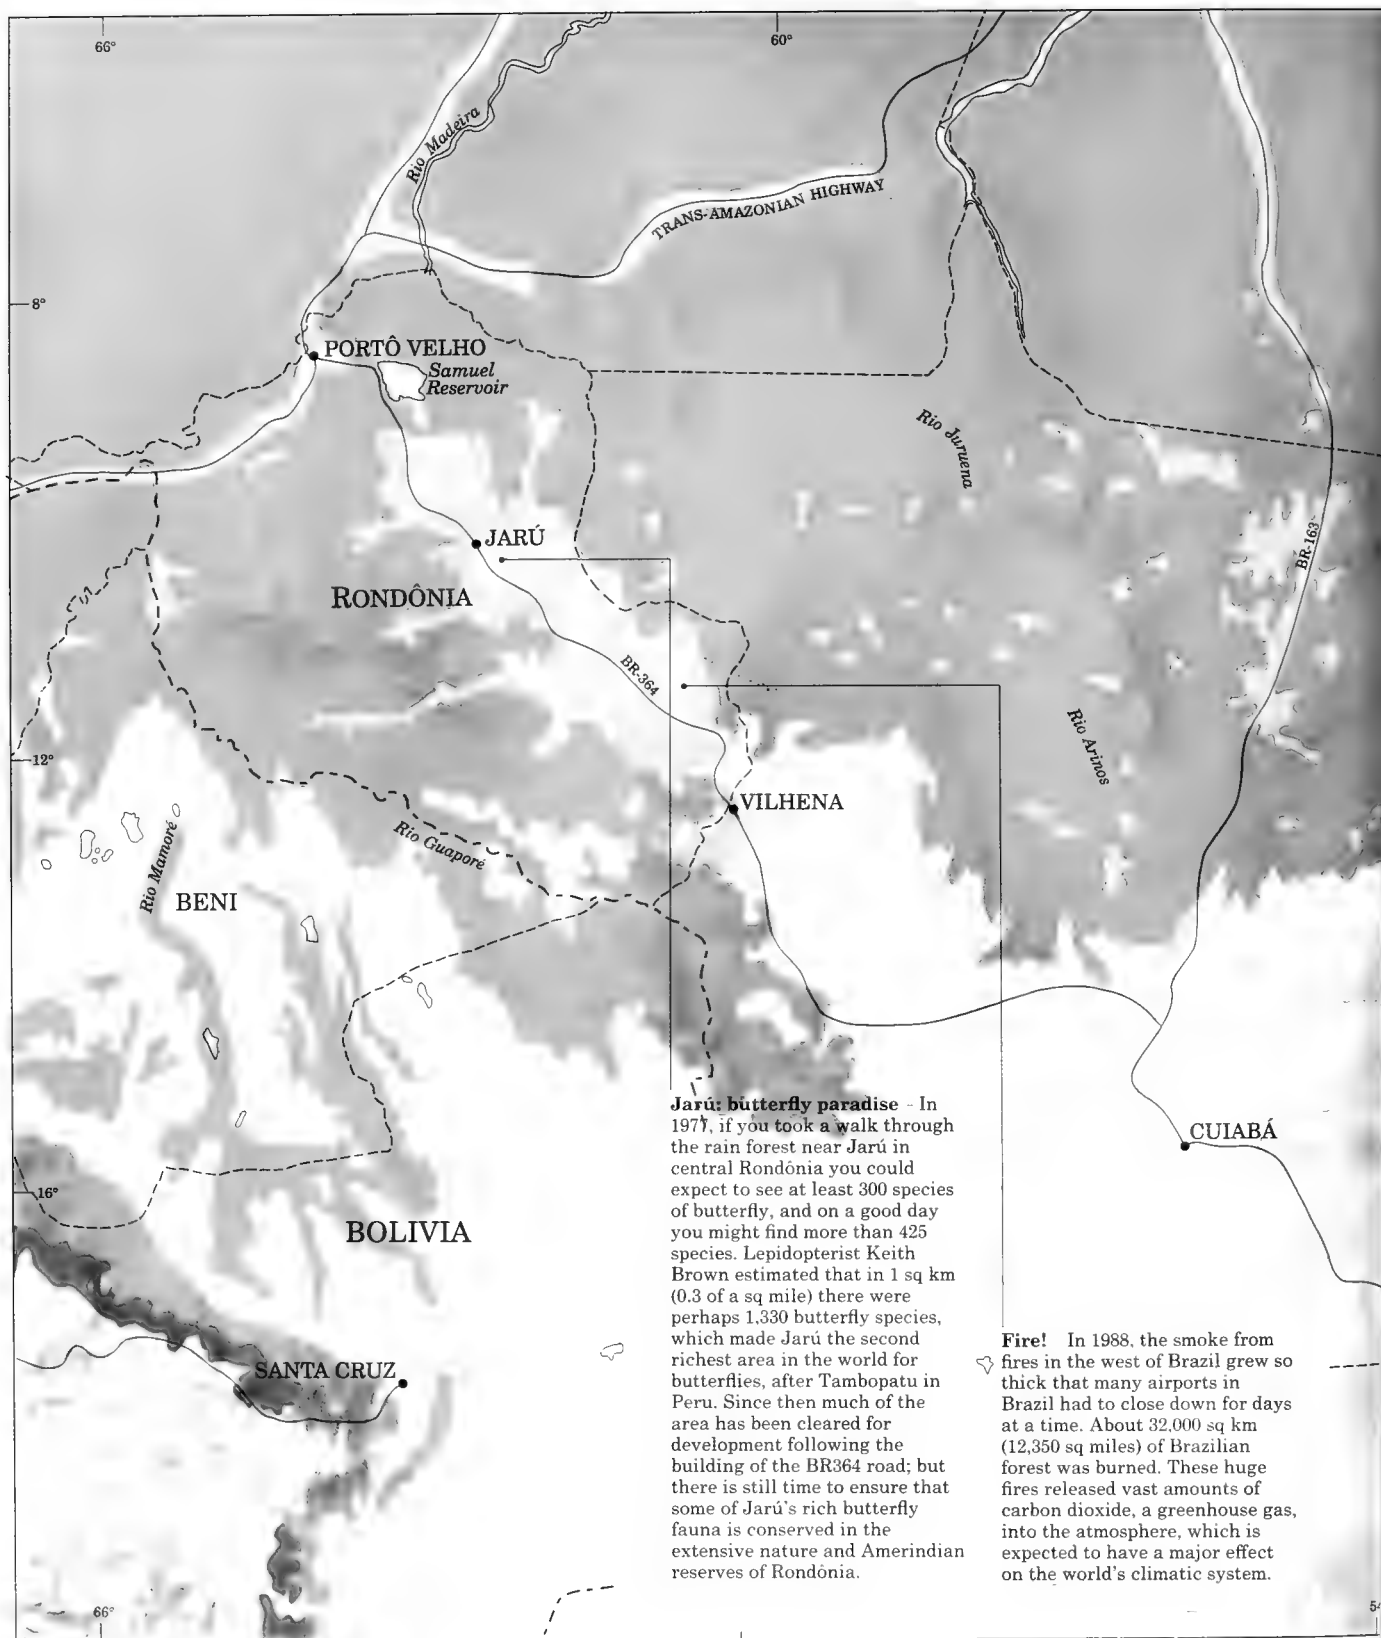 66°
60°
Rio Madeira
TRANS-AMAZONIAN HIGHWAY
8°
PORTÔ VELHO
Samuel
Reservoir
Rio Juruena
JARÚ
BR-163
RONDÔNIA
BR-364
Rio Arinos
12°
VILHENA
Rio Guaporé
Rio Mamoré
BENI
Jarú: butterfly paradise - In
1977, if you took a walk through
the rain forest near Jarú in
central Rondônia you could
expect to see at least 300 species
of butterfly, and on a good day
you might find more than 425
species. Lepidopterist Keith
Brown estimated that in 1 sq km
(0.3 of a sq mile) there were
perhaps 1,330 butterfly species,
which made Jarú the second
richest area in the world for
butterflies, after Tambopatu in
Peru. Since then much of the
area has been cleared for
development following the
building of the BR364 road; but
there is still time to ensure that
some of Jarú's rich butterfly
fauna is conserved in the
extensive nature and Amerindian
reserves of Rondônia.
CUIABÁ
16°
BOLIVIA
SANTA CRUZ
Fire! In 1988, the smoke from
fires in the west of Brazil grew so
thick that many airports in
Brazil had to close down for days
at a time. About 32,000 sq km
(12,350 sq miles) of Brazilian
forest was burned. These huge
fires released vast amounts of
carbon dioxide, a greenhouse gas,
into the atmosphere, which is
expected to have a major effect
on the world's climatic system.
66°
54